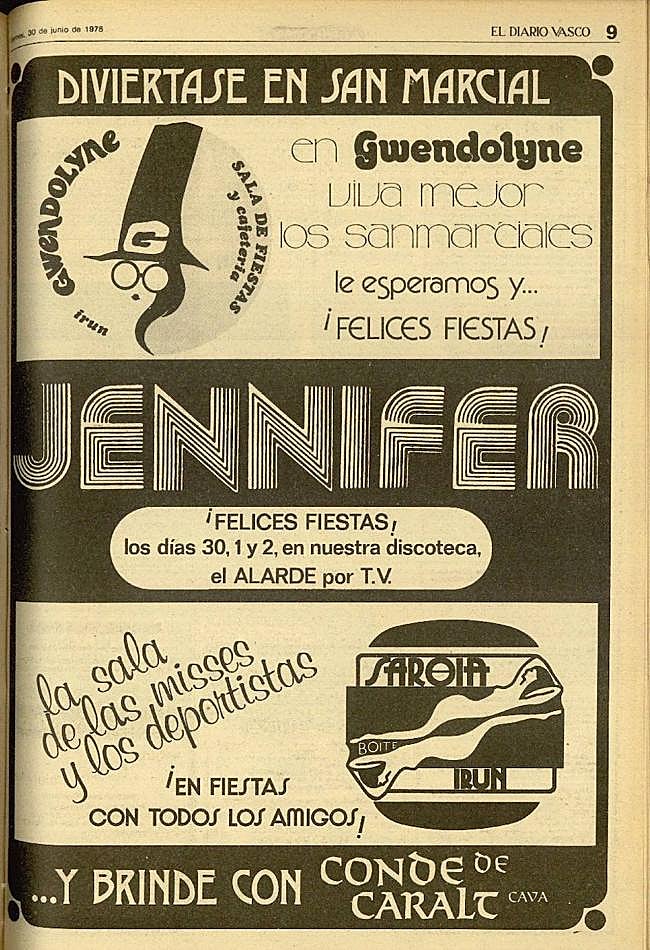 30 de junio de 1978
EL DIARIO VASCO 9
DIVIERTASE EN SAN MARCIAL
GWENDOLYNE
SALA DE FIESTAS
y cafeteria
irun
G
en Gwendolyne
viva mejor
los sanmarciales
le esperamos y...
¡FELICES FIESTAS!
JENNIFER
¡FELICES FIESTAS!
los días 30, 1 y 2, en nuestra discoteca,
el ALARDE por T.V.
la sala
de las misses
y los deportistas
SAROIA
BOITE
IRUN
¡EN FIESTAS
CON TODOS LOS AMIGOS!
...Y BRINDE CON CONDE DE
CARALT CAVA